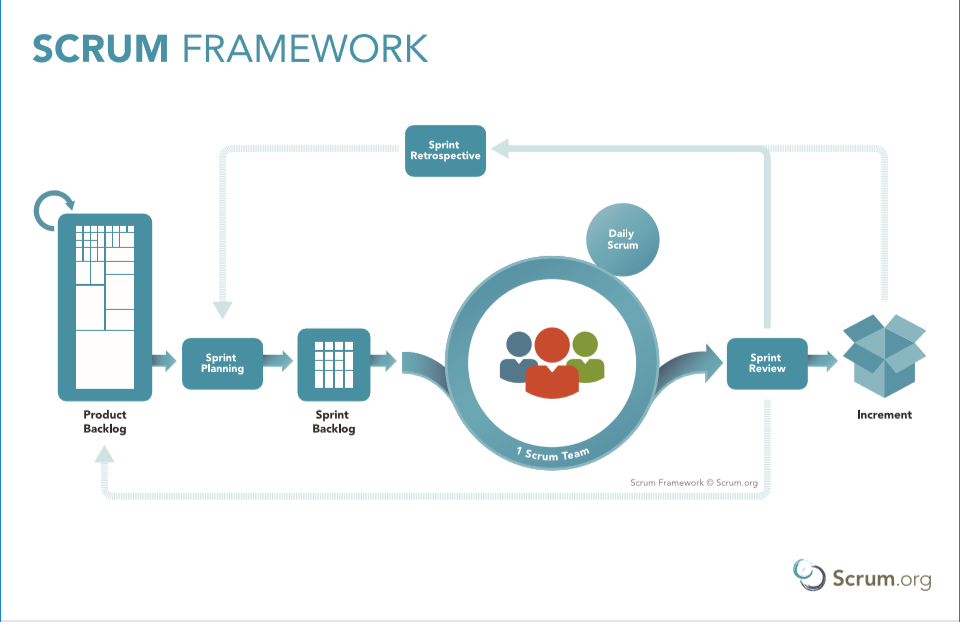 SCRUM FRAMEWORK
Sprint
Retrospective
Daily
Scrum
Sprint
Planning
Sprint
Review
Product
Backlog
Sprint
Backlog
1 Scrum Team
Increment
Scrum Framework © Scrum.org
Scrum.org